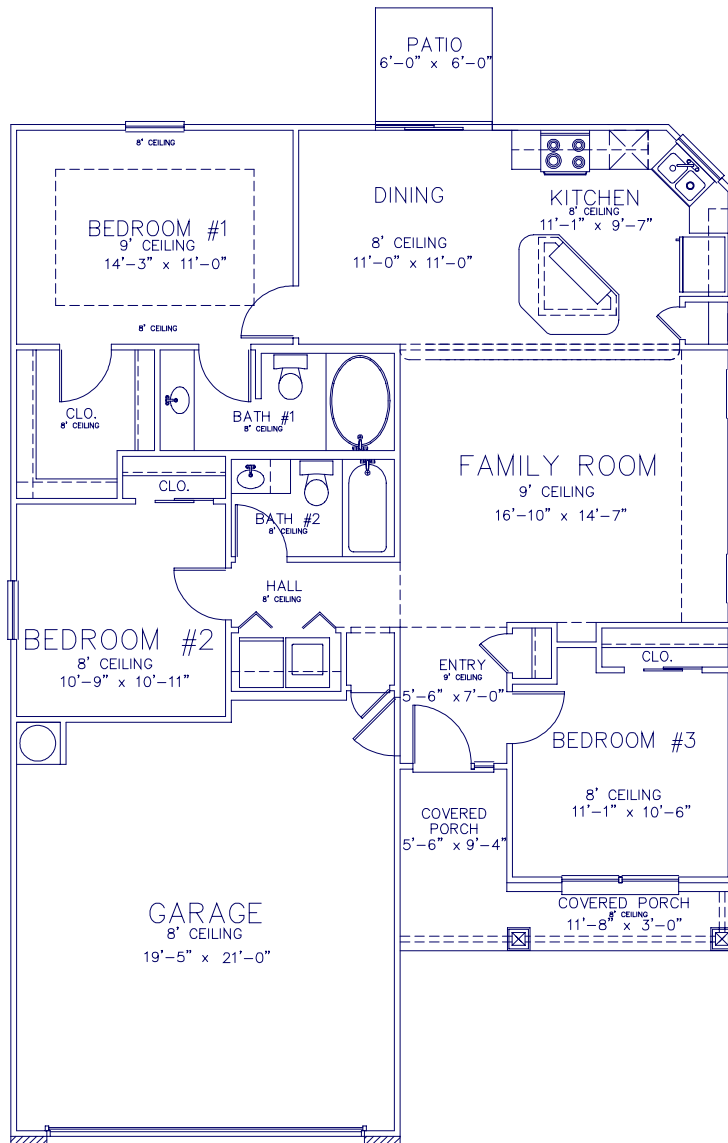 PATIO
6'-0" x 6'-0"
8' CEILING
BEDROOM #1
9' CEILING
14'-3" x 11'-0"
8' CEILING
DINING
8' CEILING
11'-0" x 11'-0"
KITCHEN
8' CEILING
11'-1" x 9'-7"
CLO.
8' CEILING
BATH #1
8' CEILING
FAMILY ROOM
9' CEILING
16'-10" x 14'-7"
CLO.
BATH #2
8' CEILING
HALL
8' CEILING
BEDROOM #2
8' CEILING
10'-9" x 10'-11"
ENTRY
9' CEILING
5'-6" x 7'-0"
CLO.
BEDROOM #3
8' CEILING
11'-1" x 10'-6"
COVERED
PORCH
5'-6" x 9'-4"
COVERED PORCH
8' CEILING
11'-8" x 3'-0"
GARAGE
8' CEILING
19'-5" x 21'-0"